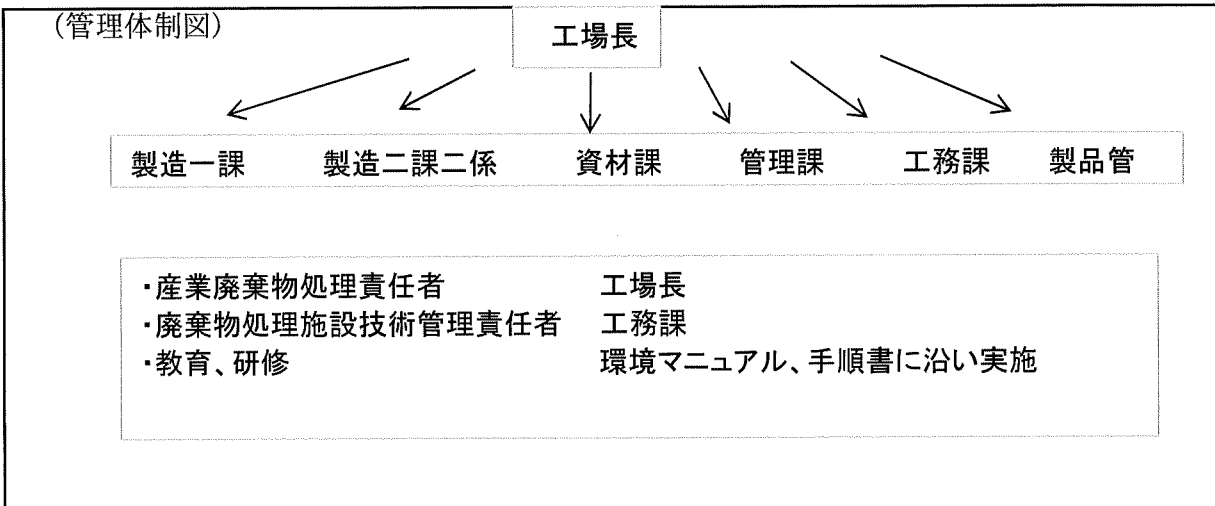 (管理体制図)
工場長
製造一課 製造二課二係 資材課 管理課 工務課 製品管
・産業廃棄物処理責任者 工場長
・廃棄物処理施設技術管理責任者 工務課
・教育、研修 環境マニュアル、手順書に沿い実施